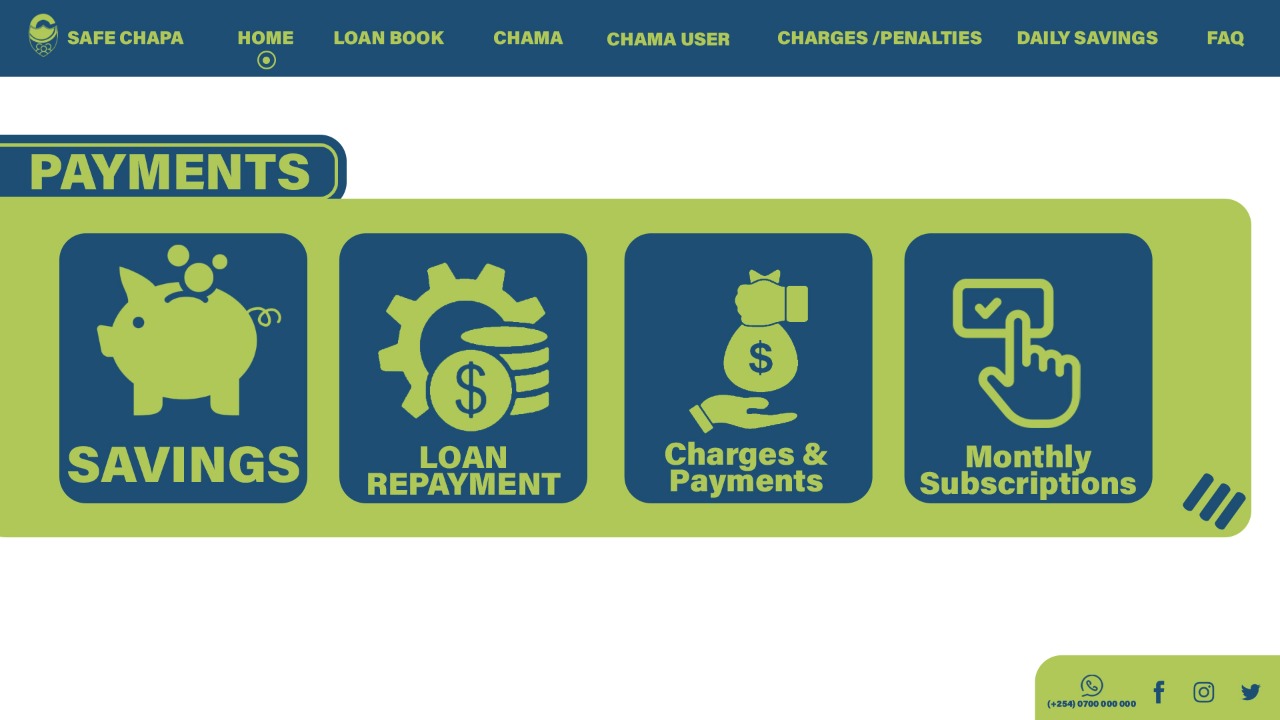 SAFE CHAPA
HOME
LOAN BOOK
CHAMA
CHAMA USER
CHARGES /PENALTIES
DAILY SAVINGS
FAQ
PAYMENTS
SAVINGS
LOAN
REPAYMENT
Charges &
Payments
Monthly
Subscriptions
(+254) 0700 000 000